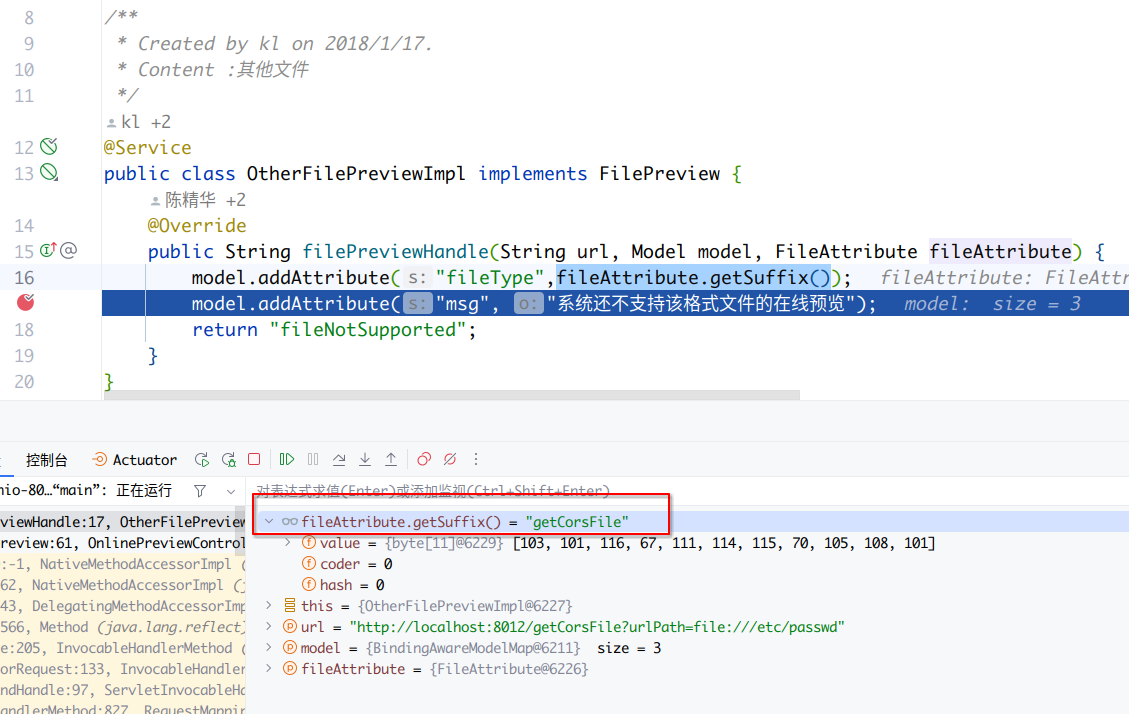 8 /**
9 * Created by kl on 2018/1/17.
10 * Content :其他文件
11 */
kl +2
12 @Service
13 public class OtherFilePreviewImpl implements FilePreview {
陈精华 +2
14 @Override
15 public String filePreviewHandle(String url, Model model, FileAttribute fileAttribute) {
16 model.addAttribute( s: "fileType",fileAttribute.getSuffix()); fileAttribute: FileAttr
model.addAttribute( s: "msg", o: "系统还不支持该格式文件的在线预览"); model: size = 3
18 return "fileNotSupported";
19 }
20 }
控制台 Actuator
nio-80…“main”: 正在运行
对表达式求值(Enter)或添加监视(Ctrl+Shift+Enter)
viewHandle:17, OtherFilePreview
fileAttribute.getSuffix() = "getCorsFile"
review:61, OnlinePreviewControl
value = {byte[11]@6229} [103, 101, 116, 67, 111, 114, 115, 70, 105, 108, 101]
:-1, NativeMethodAccessorImpl (
coder = 0
62, NativeMethodAccessorImpl (j
hash = 0
43, DelegatingMethodAccessorImp
this = {OtherFilePreviewImpl@6227}
566, Method (java.lang.reflect)
url = "http://localhost:8012/getCorsFile?urlPath=file:///etc/passwd"
e:205, InvocableHandlerMethod (
model = {BindingAwareModelMap@6211} size = 3
orRequest:133, InvocableHandler
fileAttribute = {FileAttribute@6226}
ndHandle:97, ServletInvocableHa
andlerMethod:827, RequestMappin